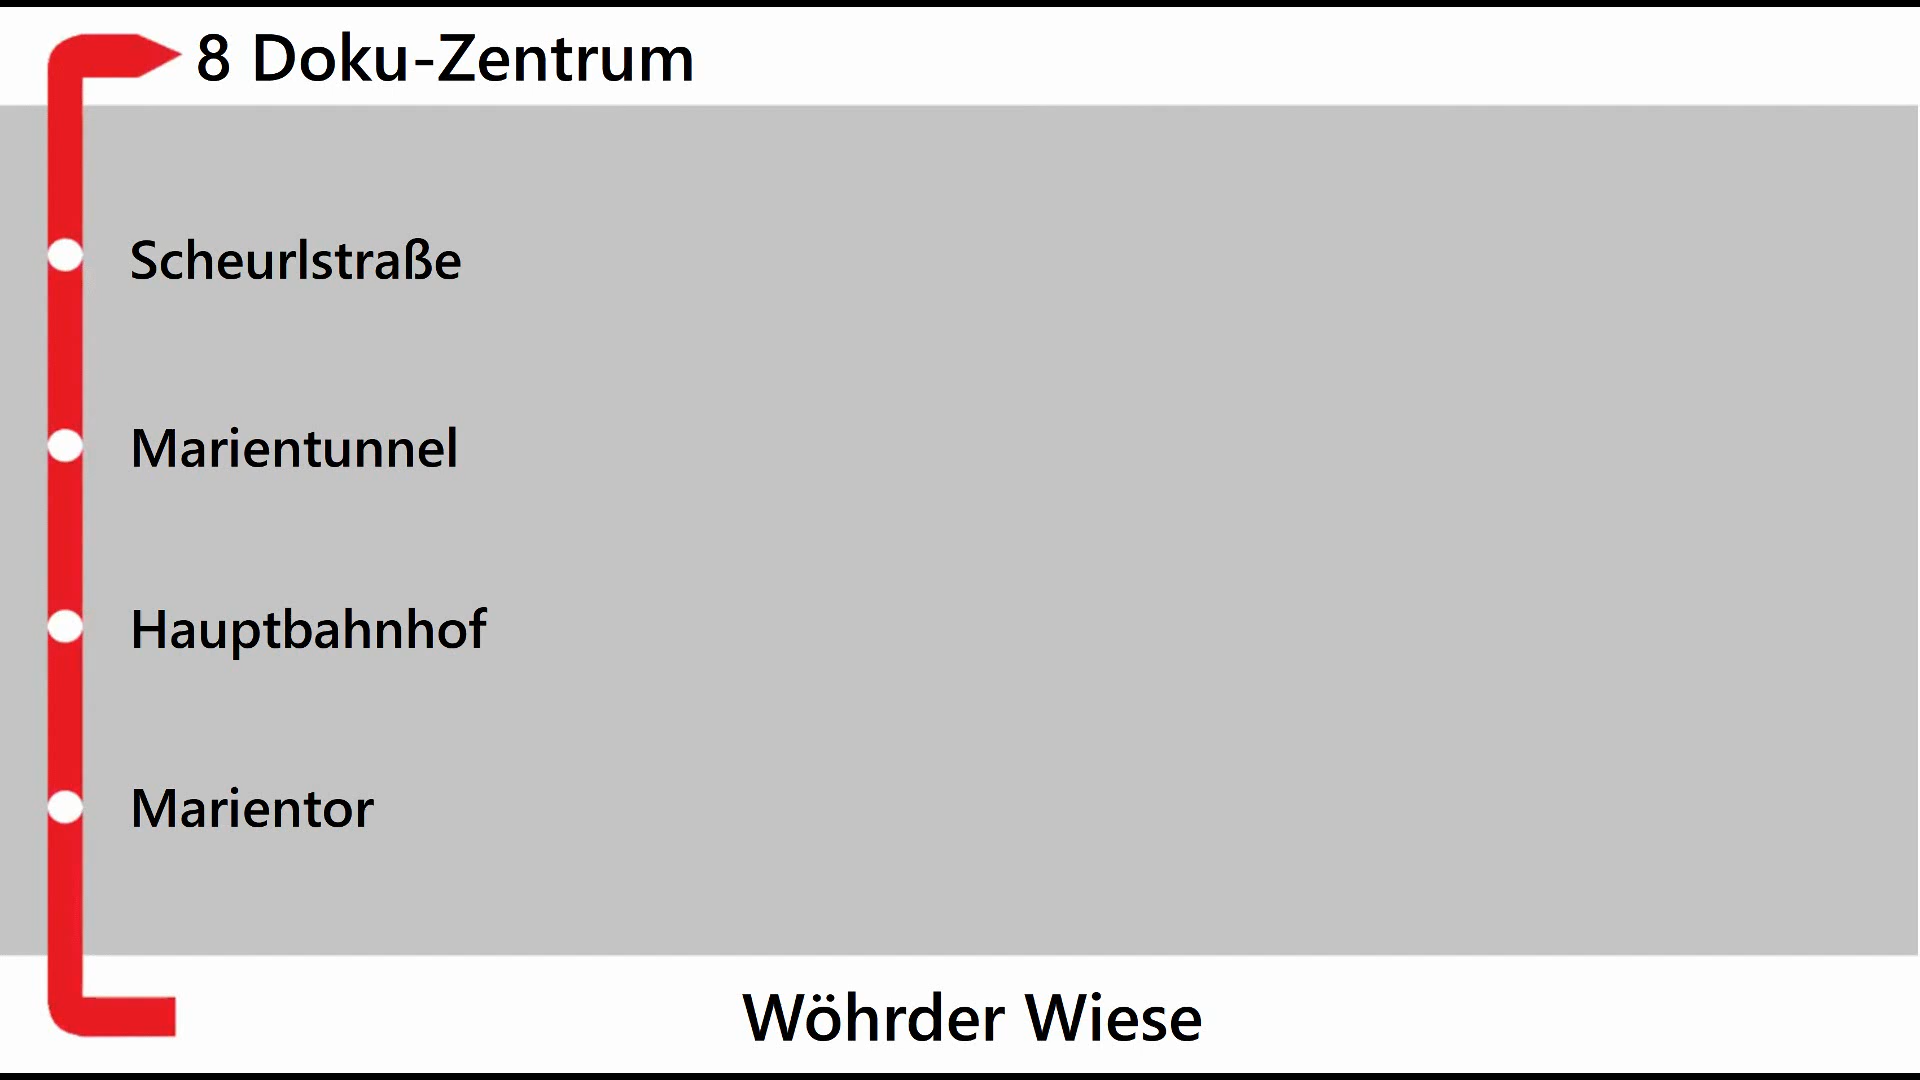 8 Doku-Zentrum
Scheurlstraße
Marientunnel
Hauptbahnhof
Marientor
Wöhrder Wiese